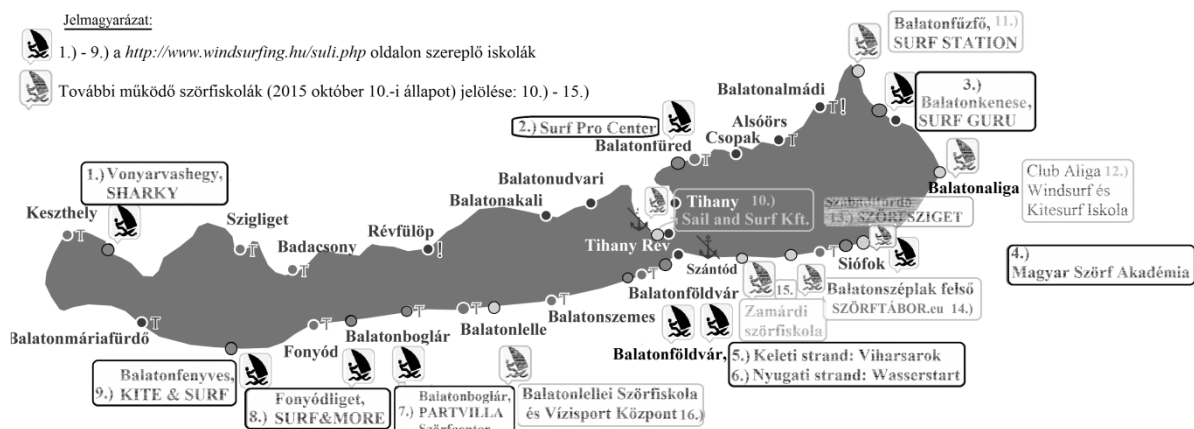 Jelmagyarázat:
1.) - 9.) a http://www.windsurfing.hu/suli.php oldalon szereplő iskolák
További működő szörfiskolák (2015 október 10.-i állapot) jelölése: 10.) - 15.)
Balatonfűzfő, 11.)
SURF STATION
3.)
Balatonkenese,
SURF GURU
Balatonalmádi
T!
Alsóörs
T
Csopak
2.) Surf Pro Center
Balatonfüred
T
1.) Vonyarvashegy,
SHARKY
Keszthely
T
Szigliget
T
Badacsony
T
Révfülöp
!
Balatonakali
Balatonudvari
Tihany 10.)
Sail and Surf Kft.
Tihany Rév
Szabadifürdő
13.) SZÖRFSZIGET
Balatonaliga
Club Aliga 12.)
Windsurf és
Kitesurf Iskola
Siófok
4.)
Magyar Szörf Akadémia
T
Balatonszéplak felső
SZÖRFTÁBOR.eu 14.)
Szántód
15.
Zamárdi
szörfiskola
Balatonföldvár
T
Balatonföldvár,
5.) Keleti strand: Viharsarok
6.) Nyugati strand: Wasserstart
Balatonszemes
T
Balatonlelle
T
Balatonlellei Szörfiskola
és Vízisport Központ 16.)
Balatonboglár
T
Balatonboglár,
PARTVILLA
7.) Szörfcenter
Fonyód
T
Fonyódliget,
8.) SURF&MORE
Balatonfenyves,
9.) KITE & SURF
Balatonmáriafürdő
T